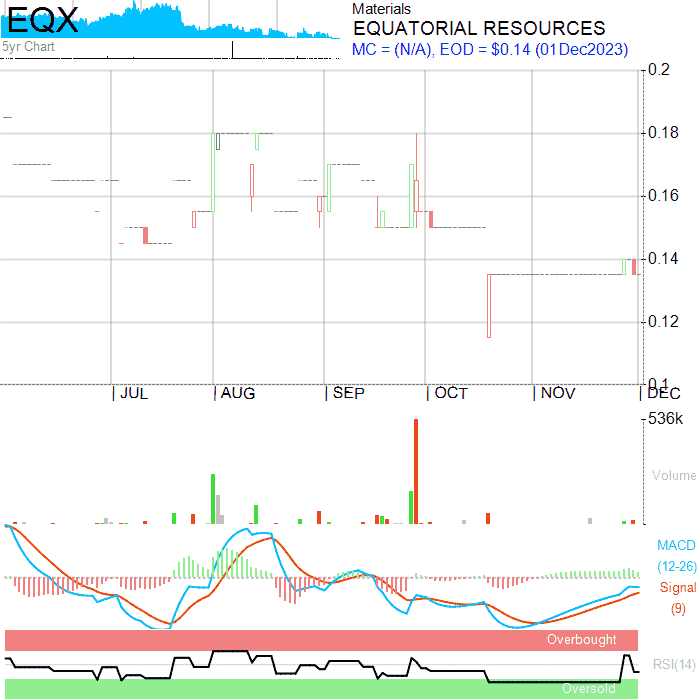 EQX
5yr Chart
Materials
EQUATORIAL RESOURCES
MC = (N/A), EOD = $0.14 (01Dec2023)
0.2
0.18
0.16
0.14
0.12
0.1
JUL AUG SEP OCT NOV DEC
536k
Volume
MACD
(12-26)
Signal
(9)
Overbought
RSI(14)
Oversold